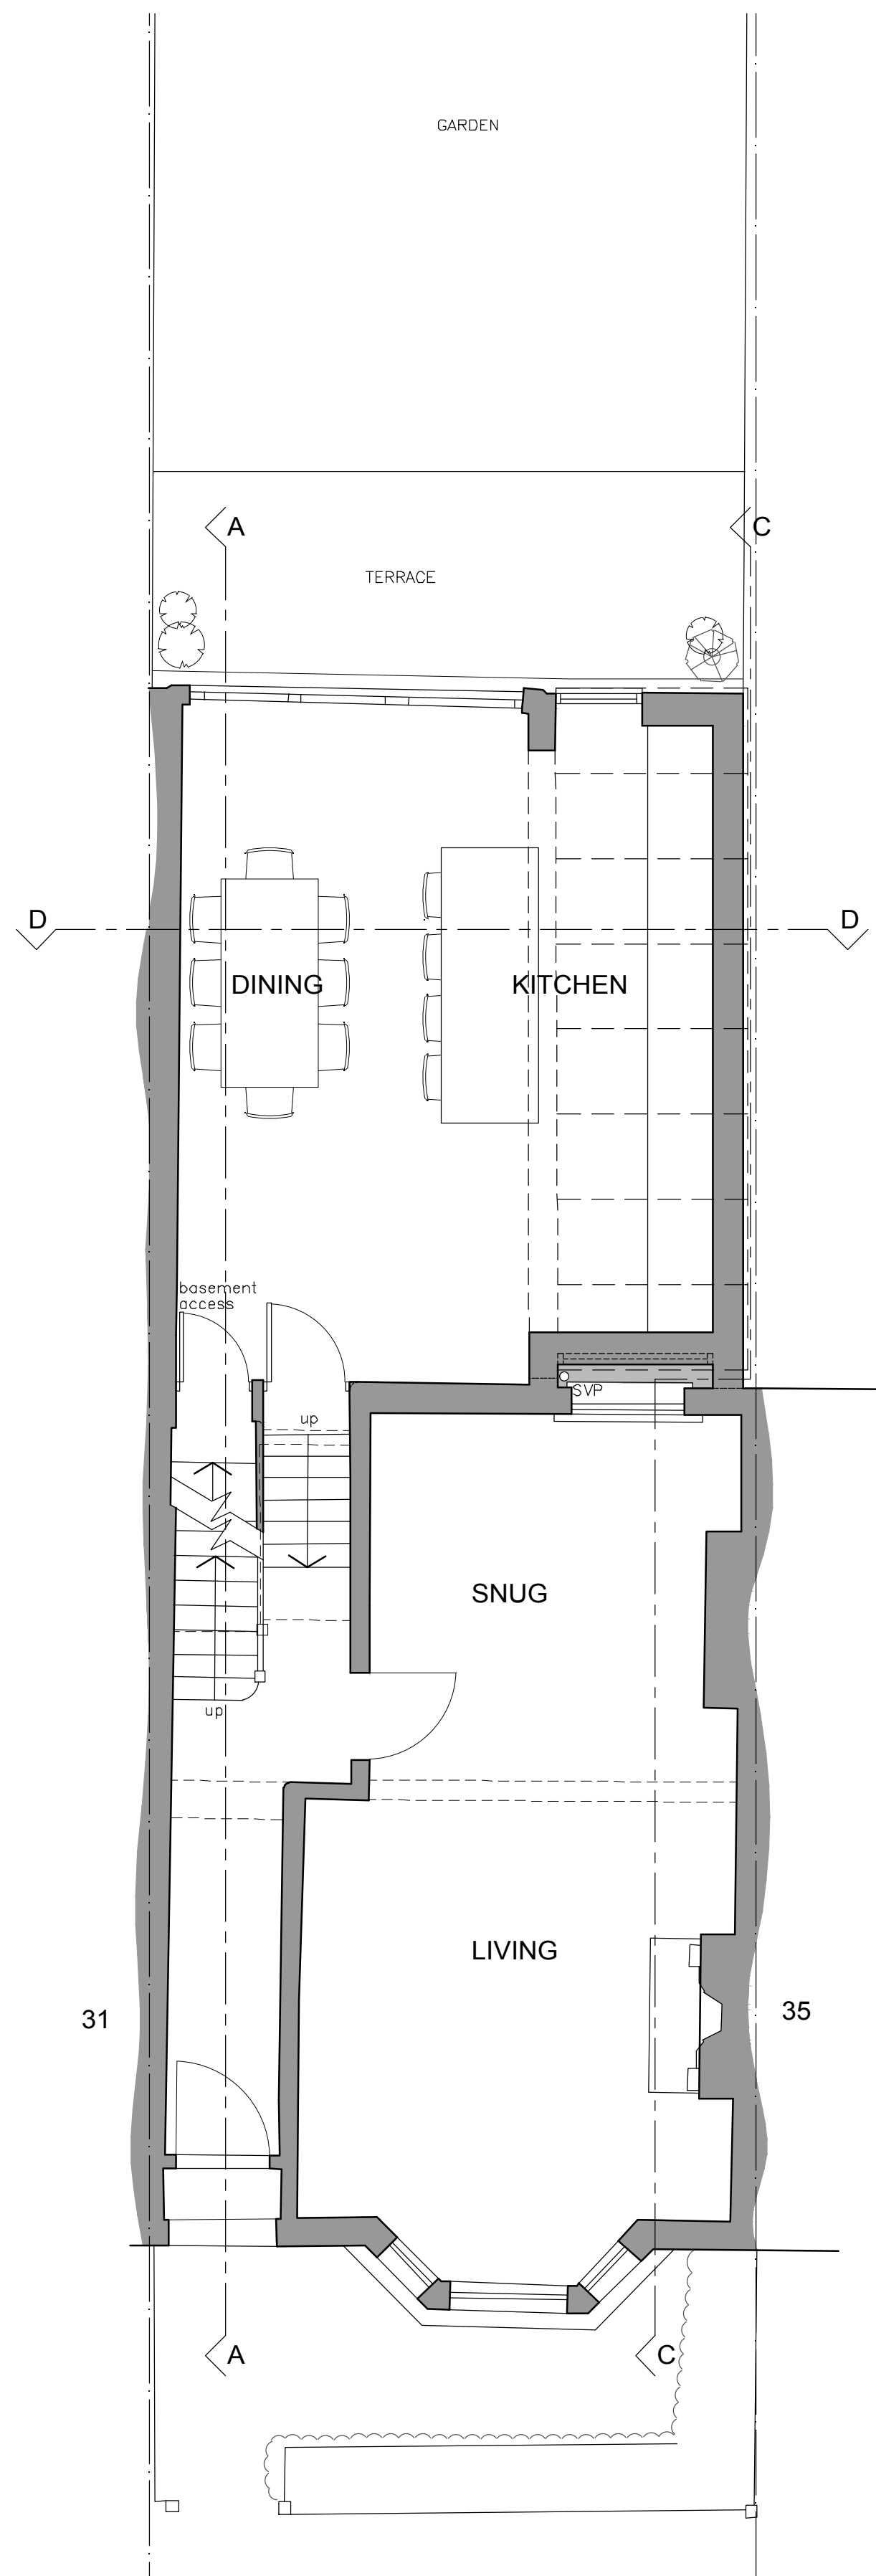 GARDEN
A
C
TERRACE
D
D
DINING
KITCHEN
basement
access
SVP
up
SNUG
up
LIVING
31
35
A
C